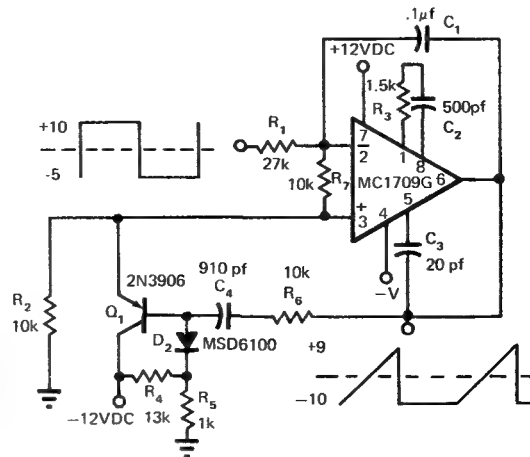 .1μf C1
+12VDC
1.5k
R3
500pf
C2
+10
-5
R1
27k
7
−
2
1
8
6
MC1709G
10k
R7
+
3
4
5
C3
20 pf
−V
2N3906
Q1
910 pf
C4
10k
R6
R2
10k
D2
MSD6100
+9
−10
−12VDC
R4
13k
R5
1k